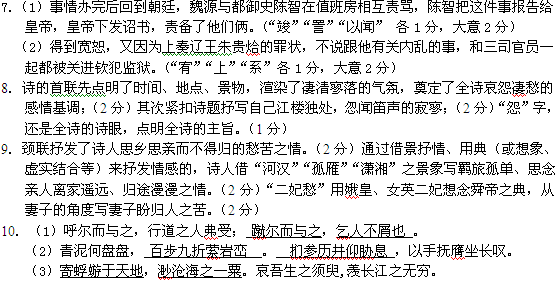 7.（1）事情办完后回到朝廷，魏源与都御史陈智在值班房相互责骂，陈智把这件事报告给
皇帝，皇帝下发诏书，责备了他们俩。（“竣”“詈”“以闻” 各1分，大意2分）
（2）得到宽恕，又因为上奏辽王朱贵烚的罪状，不说跟他有关内乱的事，和三司官员一
起都被关进钦犯监狱。（“宥”“上”“系”各1分，大意2分）
8. 诗的首联先点明了时间、地点、景物，渲染了凄清寥落的气氛，奠定了全诗哀怨凄愁的
感情基调；（2分）其次紧扣诗题抒写自己江楼独处，忽闻笛声的寂寥；（2分）“怨”字，
还是全诗的诗眼，点明全诗的主旨。（1分）
9. 颈联抒发了诗人思乡思亲而不得归的愁苦之情。（2分）通过借景抒情、用典（或想象、
虚实结合等）来抒发情感的，诗人借“河汉”“孤雁”“潇湘”之景象写羁旅孤单、思念
亲人离家遥远、归途漫漫之情。（2分）“二妃愁”用娥皇、女英二妃想念舜帝之典，从
妻子的角度写妻子盼归人之苦。（2分）
10.（1）呼尔而与之，行道之人弗受；蹴尔而与之，乞人不屑也 。
（2）青泥何盘盘，百步九折萦岩峦 。 扪参历井仰胁息 ，以手抚膺坐长叹。
（3）寄蜉蝣于天地，渺沧海之一粟。哀吾生之须臾,羡长江之无穷。